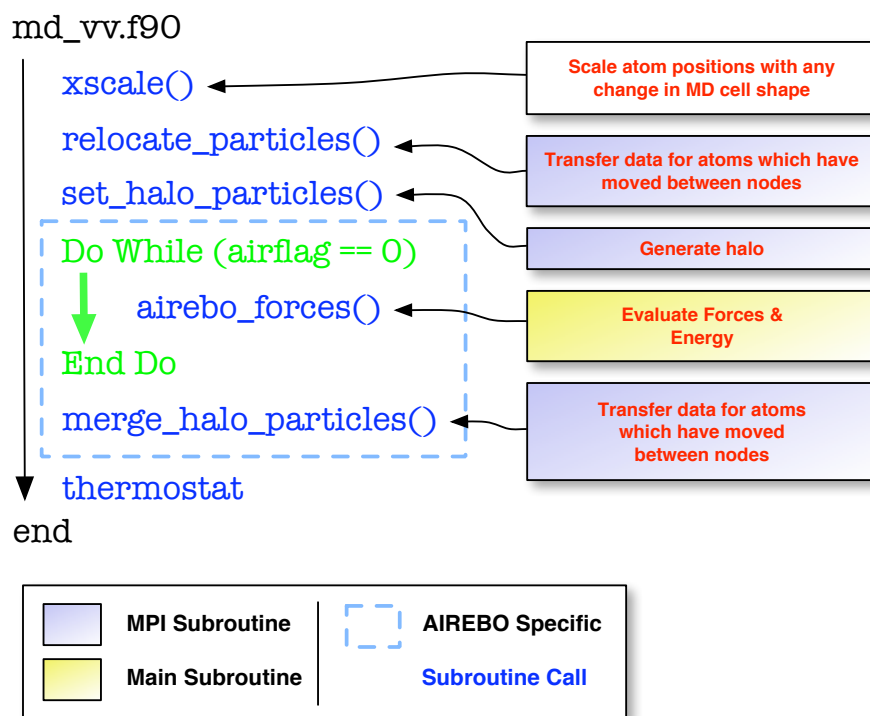 md_vv.f90
xscale()
Scale atom positions with any
change in MD cell shape
relocate_particles()
Transfer data for atoms which have
moved between nodes
set_halo_particles()
Generate halo
Do While (airflag == 0)
airebo_forces()
Evaluate Forces &
Energy
End Do
merge_halo_particles()
Transfer data for atoms
which have moved
between nodes
thermostat
end
MPI Subroutine
AIREBO Specific
Main Subroutine
Subroutine Call